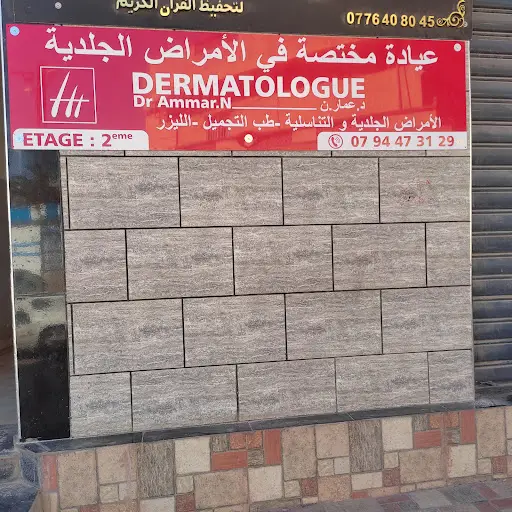 لتحفيظ القرآن الكريم
0776 40 80 45
عيادة مختصة في الأمراض الجلدية
DERMATOLOGUE
Dr Ammar.N د.عمار.ن
الأمراض الجلدية و التناسلية -طب التجميل -الليزر
ETAGE : 2eme
07 94 47 31 29